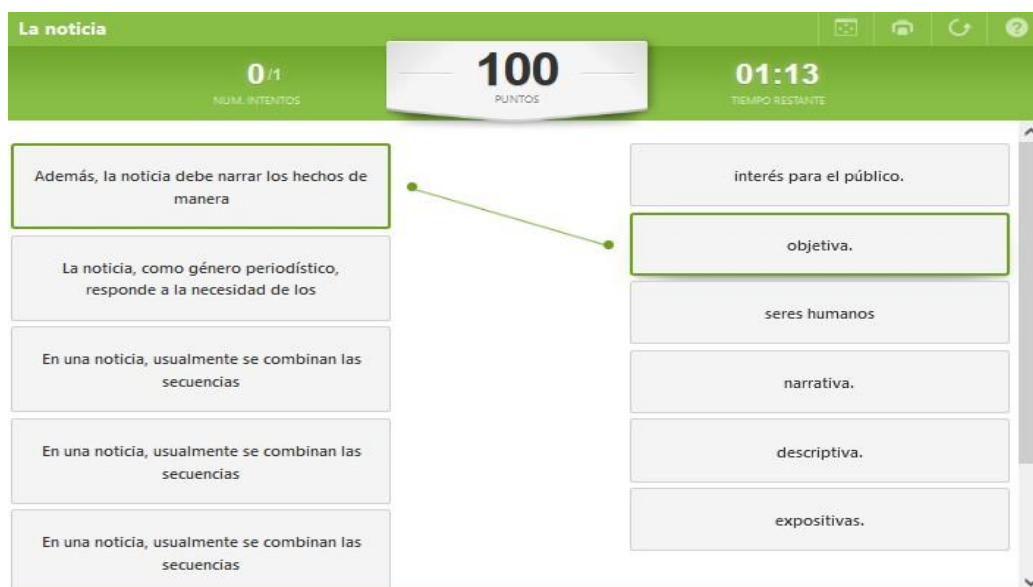 La noticia
0/1
NUM. INTENTOS
100
PUNTOS
01:13
TIEMPO RESTANTE
Además, la noticia debe narrar los hechos de
manera
La noticia, como género periodístico,
responde a la necesidad de los
En una noticia, usualmente se combinan las
secuencias
En una noticia, usualmente se combinan las
secuencias
En una noticia, usualmente se combinan las
secuencias
interés para el público.
objetiva.
seres humanos
narrativa.
descriptiva.
expositivas.